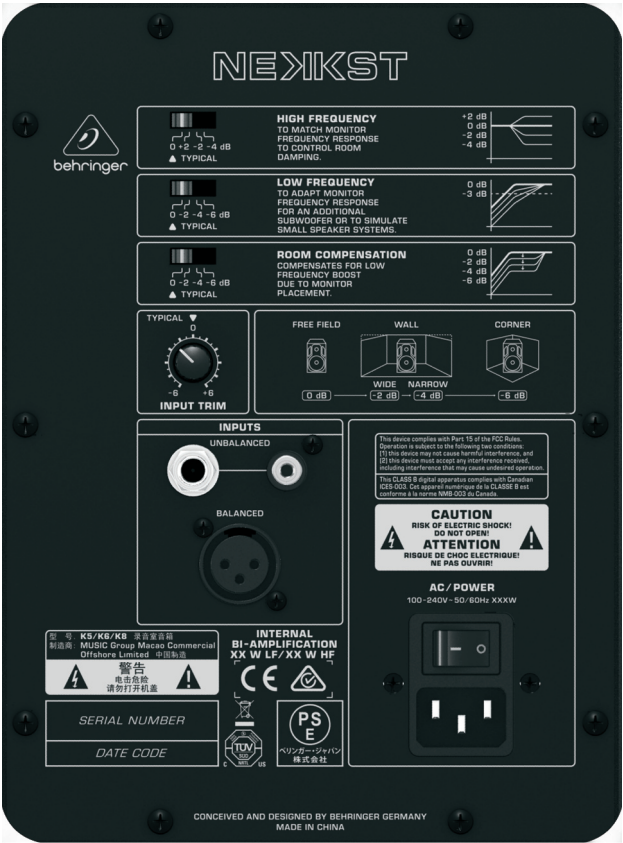 NEKKST
behringer
0 +2 -2 -4 dB
TYPICAL
HIGH FREQUENCY
TO MATCH MONITOR
FREQUENCY RESPONSE
TO CONTROL ROOM
DAMPING.
+2 dB
0 dB
-2 dB
-4 dB
0 -2 -4 -6 dB
TYPICAL
LOW FREQUENCY
TO ADAPT MONITOR
FREQUENCY RESPONSE
FOR AN ADDITIONAL
SUBWOOFER OR TO SIMULATE
SMALL SPEAKER SYSTEMS.
0 dB
-3 dB
0 -2 -4 -6 dB
TYPICAL
ROOM COMPENSATION
COMPENSATES FOR LOW
FREQUENCY BOOST
DUE TO MONITOR
PLACEMENT.
0 dB
-2 dB
-4 dB
-6 dB
TYPICAL
0
-6 +6
INPUT TRIM
FREE FIELD WALL CORNER
WIDE NARROW
0 dB -2 dB -4 dB -6 dB
INPUTS
UNBALANCED
BALANCED
This device complies with Part 15 of the FCC Rules.
Operation is subject to the following two conditions:
(1) this device may not cause harmful interference, and
(2) this device must accept any interference received,
including interference that may cause undesired operation.
This CLASS B digital apparatus complies with Canadian
ICES-003. Cet appareil numérique de la CLASSE B est
conforme à la norme NMB-003 du Canada.
CAUTION
RISK OF ELECTRIC SHOCK!
DO NOT OPEN!
ATTENTION
RISQUE DE CHOC ELECTRIQUE!
NE PAS OUVRIR!
AC/POWER
100-240V~50/60Hz XXXW
型 号: K5/K6/K8 录音室音箱
制造商: MUSIC Group Macao Commercial
Offshore Limited 中国制造
警告
电击危险
请勿打开机盖
INTERNAL
BI-AMPLIFICATION
XX W LF/XX W HF
CE
SERIAL NUMBER
DATE CODE
TÜV
SÜD
NRTL
C US
PS
E
ベリンガー・ジャパン
株式会社
CONCEIVED AND DESIGNED BY BEHRINGER GERMANY
MADE IN CHINA